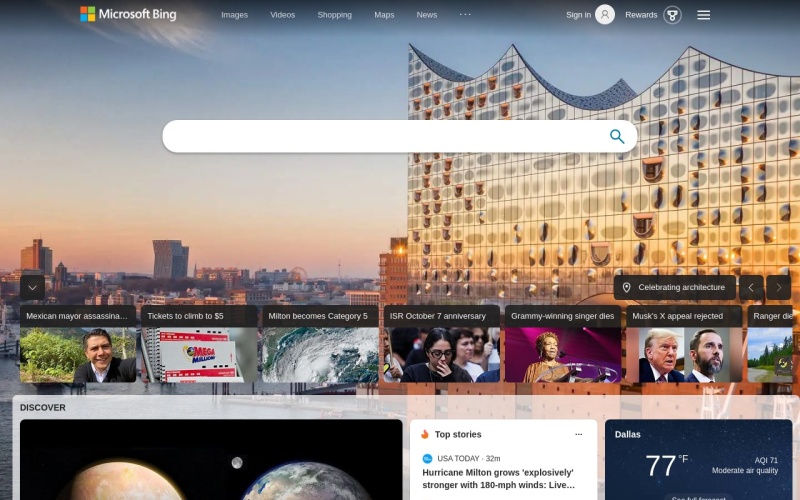 Microsoft Bing
Images
Videos
Shopping
Maps
News
...
Sign in
Rewards
Celebrating architecture
Mexican mayor assassina...
Tickets to climb to $5
Milton becomes Category 5
ISR October 7 anniversary
Grammy-winning singer dies
Musk's X appeal rejected
Ranger die
MEGA
MILLIONS
DISCOVER
Top stories
...
USA TODAY · 32m
Hurricane Milton grows 'explosively'
stronger with 180-mph winds: Live...
Dallas
77°F
AQI 71
Moderate air quality
See full forecast